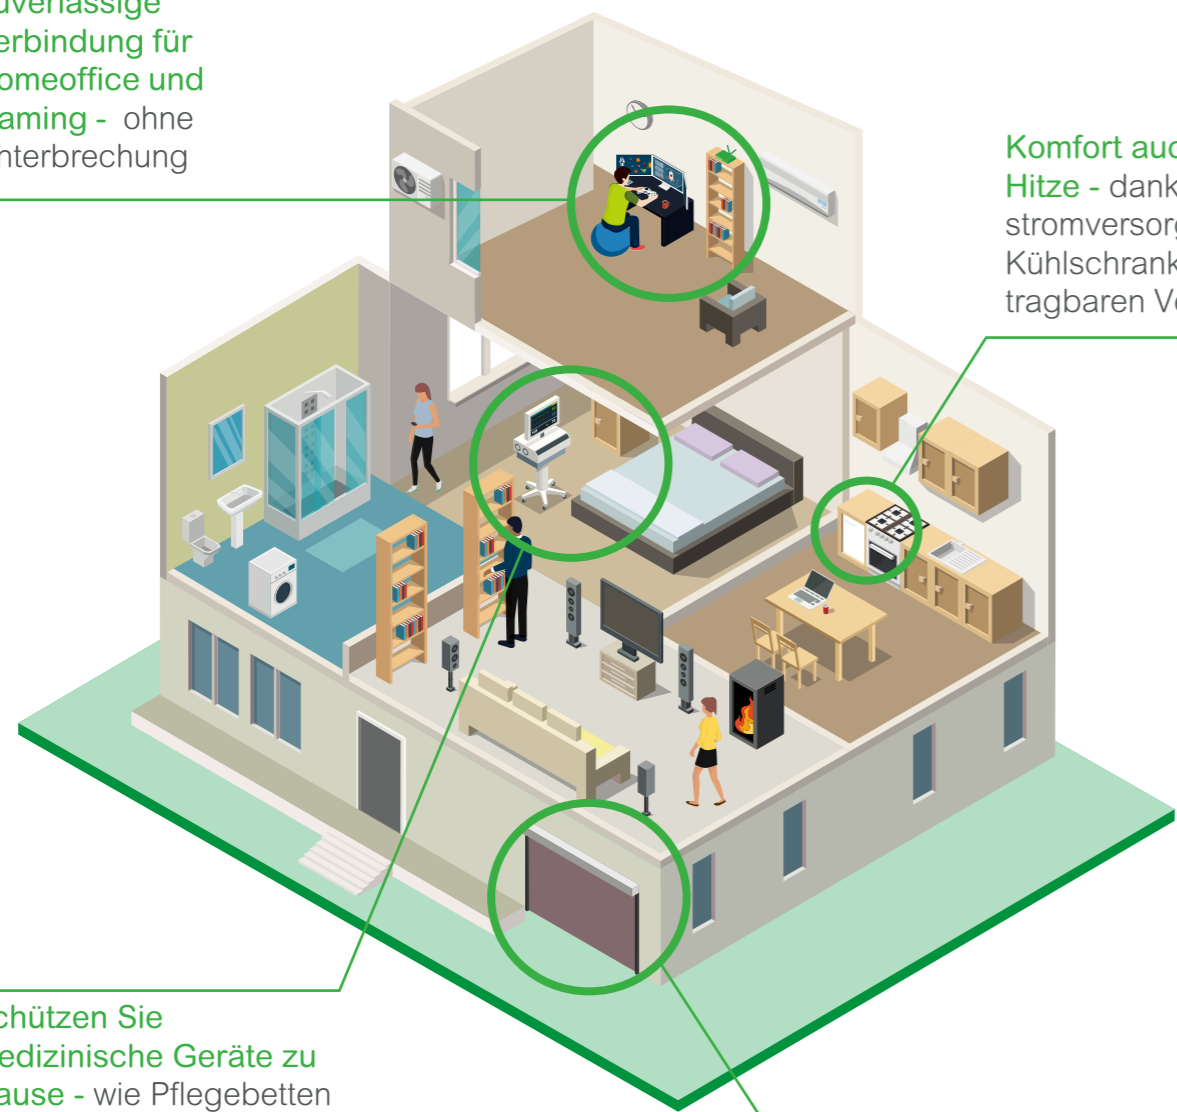 uverlässige
erbindung für
omeoffice und
aming - ohne
nterbrechung
Komfort auc
Hitze - dank
stromversorg
Kühlschrank
tragbaren Ve
chützen Sie
edizinische Geräte zu
ause - wie Pflegebetten